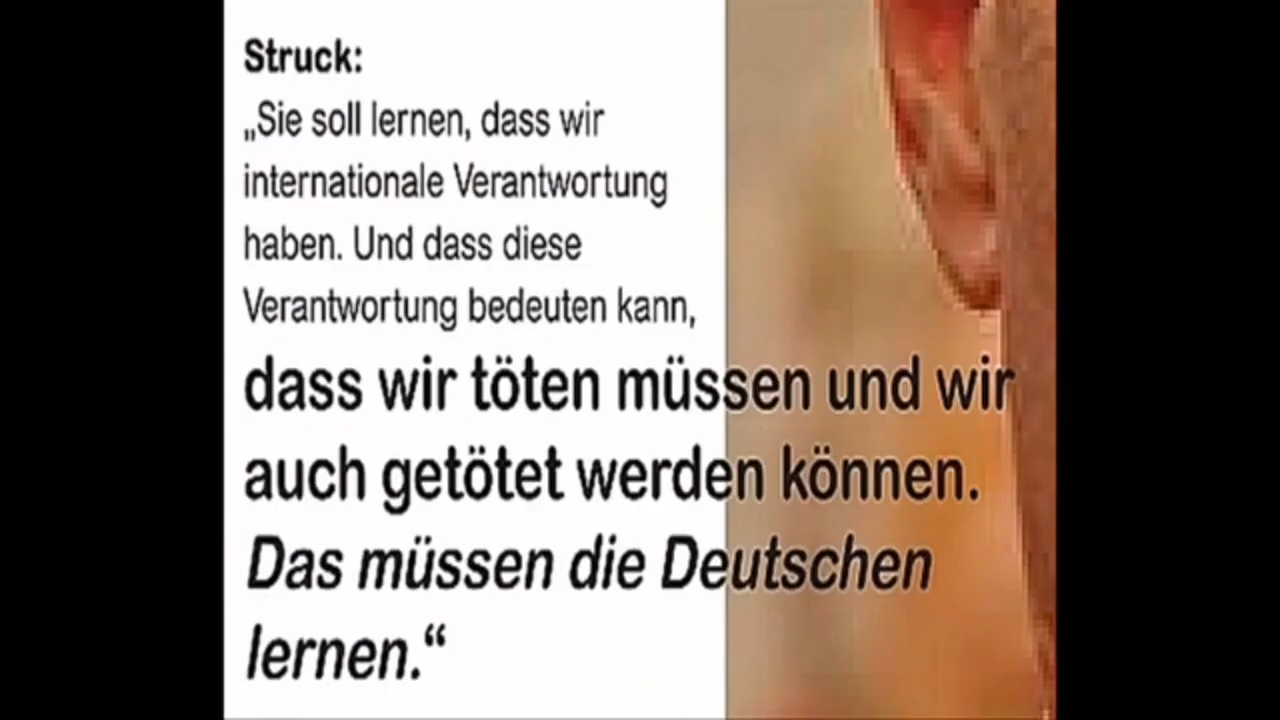 Struck:
„Sie soll lernen, dass wir
internationale Verantwortung
haben. Und dass diese
Verantwortung bedeuten kann,
dass wir töten müssen und wir
auch getötet werden können.
Das müssen die Deutschen
lernen.“